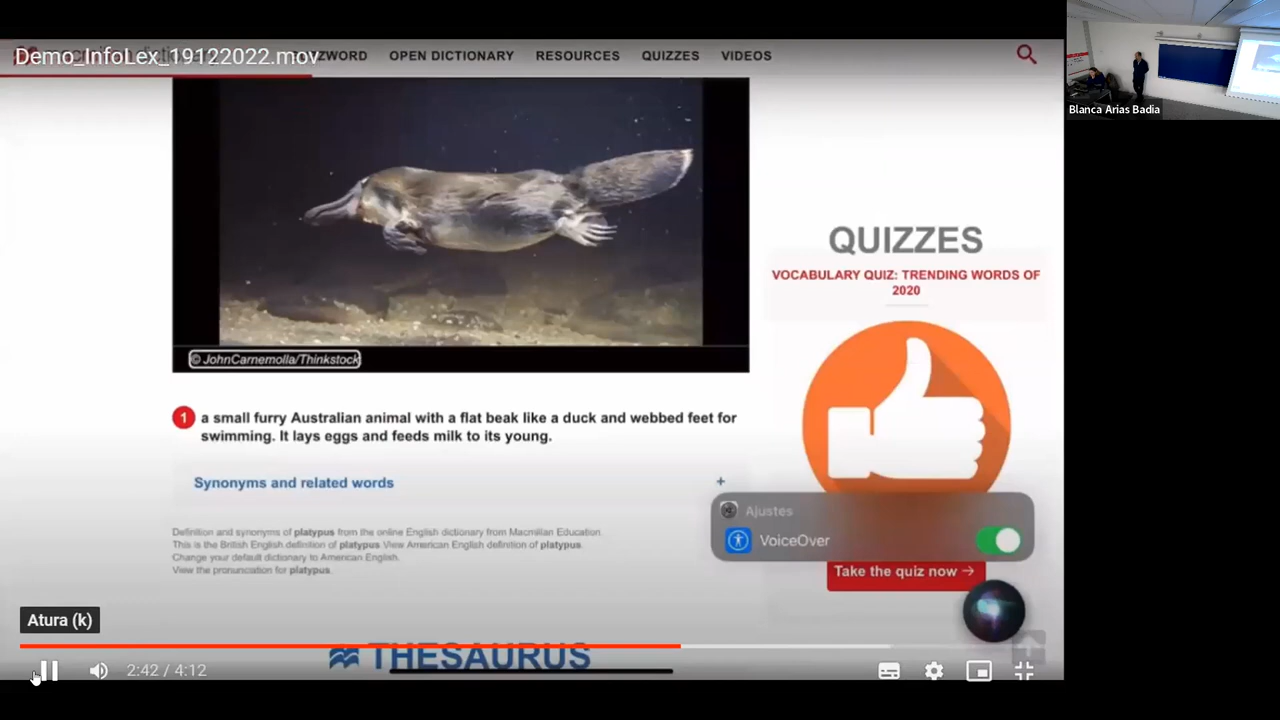 Demo_InfoLex_19122022.mov
ZZWORD OPEN DICTIONARY RESOURCES QUIZZES VIDEOS
Blanca Arias Badia
© JohnCarnemolla/Thinkstock
QUIZZES
VOCABULARY QUIZ: TRENDING WORDS OF
2020
1 a small furry Australian animal with a flat beak like a duck and webbed feet for
swimming. It lays eggs and feeds milk to its young.
Synonyms and related words +
Definition and synonyms of platypus from the online English dictionary from Macmillan Education.
This is the British English definition of platypus. View American English definition of platypus.
Change your default dictionary to American English.
View the pronunciation for platypus.
Ajustes
VoiceOver
Take the quiz now →
Atura (k)
THESAURUS
2:42 / 4:12